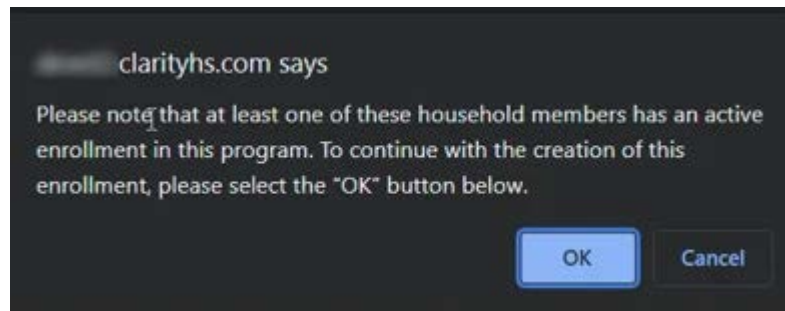 clarityhs.com says
Please note that at least one of these household members has an active
enrollment in this program. To continue with the creation of this
enrollment, please select the "OK" button below.
OK Cancel